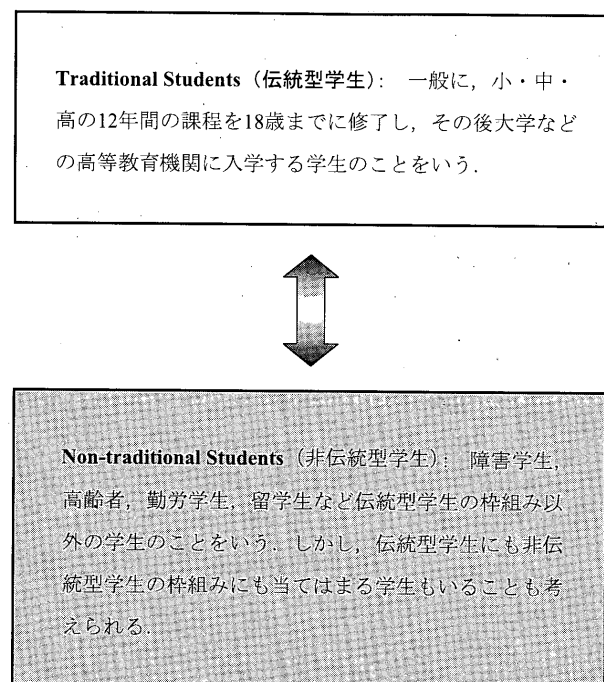 Traditional Students（伝統型学生）： 一般に，小・中・
高の12年間の課程を18歳までに修了し，その後大学など
の高等教育機関に入学する学生のことをいう．
Non-traditional Students（非伝統型学生）： 障害学生，
高齢者，勤労学生，留学生など伝統型学生の枠組み以
外の学生のことをいう．しかし，伝統型学生にも非伝
統型学生の枠組みにも当てはまる学生もいることも考
えられる．